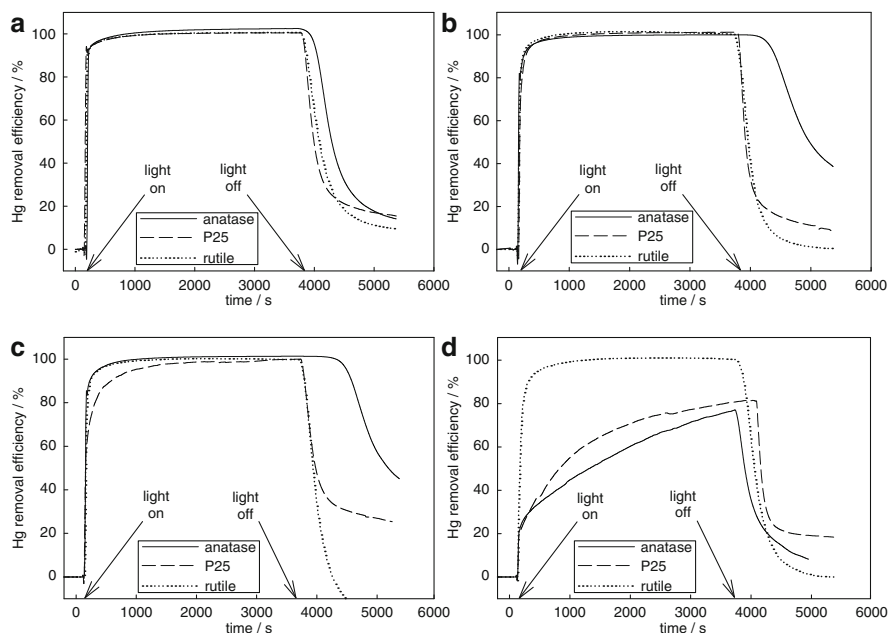 a
Hg removal efficiency / %
100
80
60
40
20
0
light
on
light
off
anatase
P25
rutile
0 1000 2000 3000 4000 5000 6000
time / s
b
Hg removal efficiency / %
100
80
60
40
20
0
light
on
light
off
anatase
P25
rutile
0 1000 2000 3000 4000 5000 6000
time / s
c
Hg removal efficiency / %
100
80
60
40
20
0
light
on
light
off
anatase
P25
rutile
0 1000 2000 3000 4000 5000 6000
time / s
d
Hg removal efficiency / %
100
80
60
40
20
0
light
on
light
off
anatase
P25
rutile
0 1000 2000 3000 4000 5000 6000
time / s